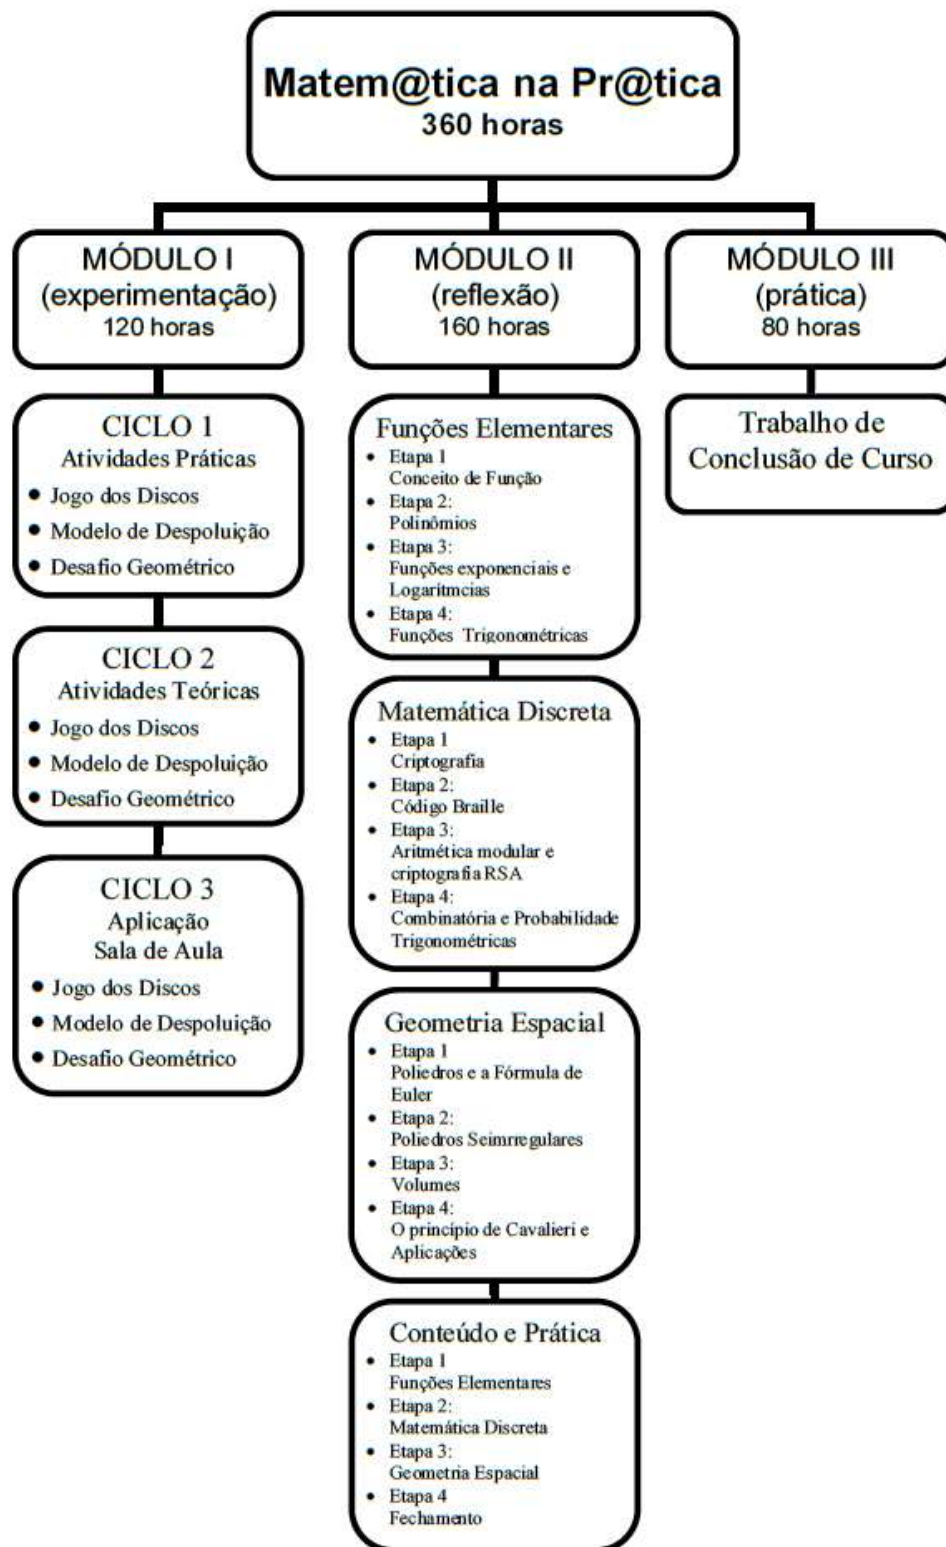 Matem@tica na Pr@tica
360 horas
MÓDULO I
(experimentação)
120 horas
CICLO 1
Atividades Práticas
• Jogo dos Discos
• Modelo de Despoluição
• Desafio Geométrico
CICLO 2
Atividades Teóricas
• Jogo dos Discos
• Modelo de Despoluição
• Desafio Geométrico
CICLO 3
Aplicação
Sala de Aula
• Jogo dos Discos
• Modelo de Despoluição
• Desafio Geométrico
MÓDULO II
(reflexão)
160 horas
Funções Elementares
• Etapa 1
Conceito de Função
• Etapa 2:
Polinômios
• Etapa 3:
Funções exponenciais e
Logarítmcias
• Etapa 4:
Funções Trigonométricas
Matemática Discreta
• Etapa 1
Criptografia
• Etapa 2:
Código Braille
• Etapa 3:
Aritmética modular e
criptografia RSA
• Etapa 4:
Combinatória e Probabilidade
Trigonométricas
Geometria Espacial
• Etapa 1
Poliedros e a Fórmula de
Euler
• Etapa 2:
Poliedros Seimrregulares
• Etapa 3:
Volumes
• Etapa 4:
O princípio de Cavalieri e
Aplicações
Conteúdo e Prática
• Etapa 1
Funções Elementares
• Etapa 2:
Matemática Discreta
• Etapa 3:
Geometria Espacial
• Etapa 4
Fechamento
MÓDULO III
(prática)
80 horas
Trabalho de
Conclusão de Curso